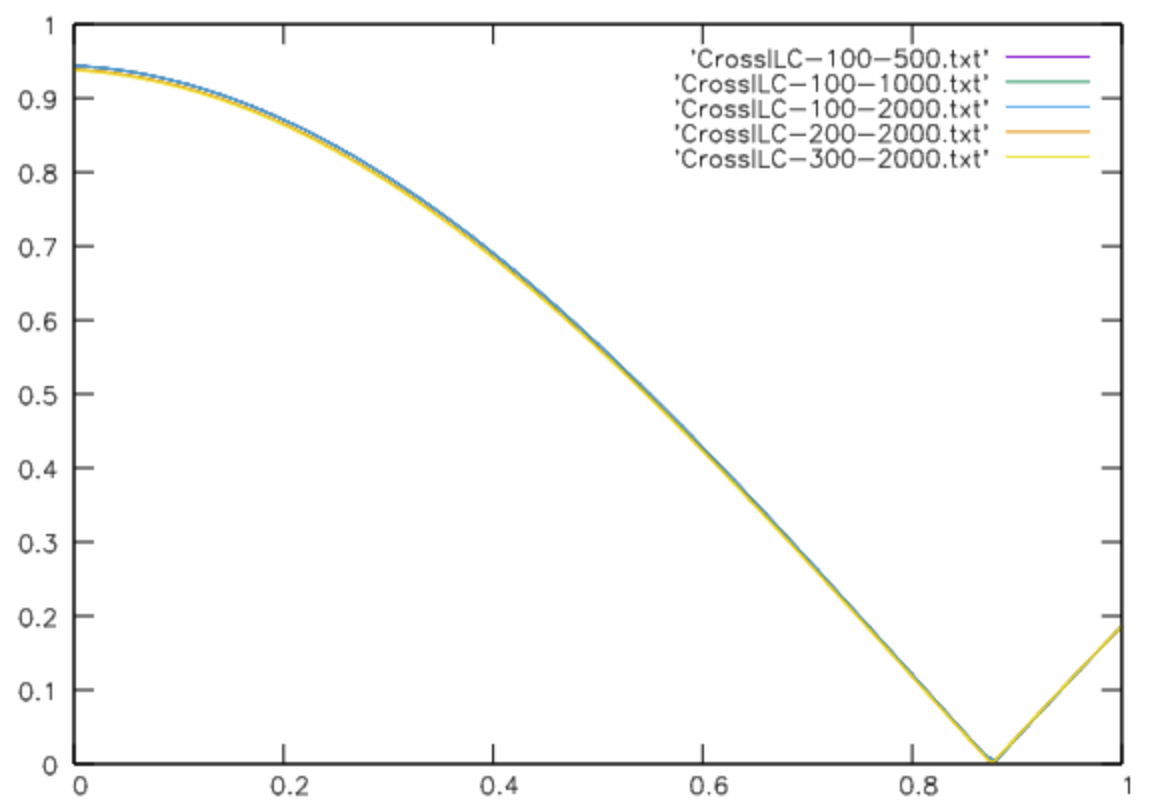 1
0.9
0.8
0.7
0.6
0.5
0.4
0.3
0.2
0.1
0
'CrossILC-100-500.txt'
'CrossILC-100-1000.txt'
'CrossILC-100-2000.txt'
'CrossILC-200-2000.txt'
'CrossILC-300-2000.txt'
0 0.2 0.4 0.6 0.8 1